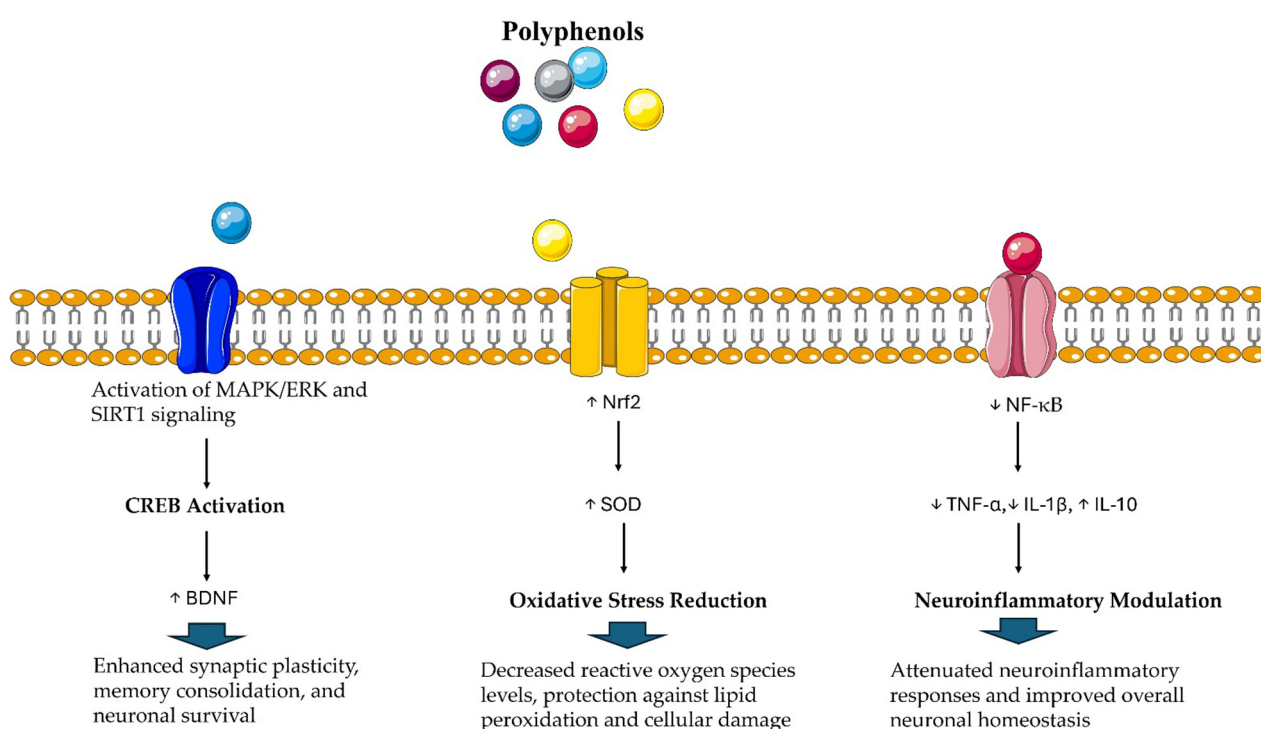 Polyphenols
Activation of MAPK/ERK and
SIRT1 signaling
CREB Activation
↑ BDNF
Enhanced synaptic plasticity,
memory consolidation, and
neuronal survival
↑ Nrf2
↑ SOD
Oxidative Stress Reduction
Decreased reactive oxygen species
levels, protection against lipid
peroxidation and cellular damage
↓ NF-κB
↓ TNF-α,↓ IL-1β, ↑ IL-10
Neuroinflammatory Modulation
Attenuated neuroinflammatory
responses and improved overall
neuronal homeostasis